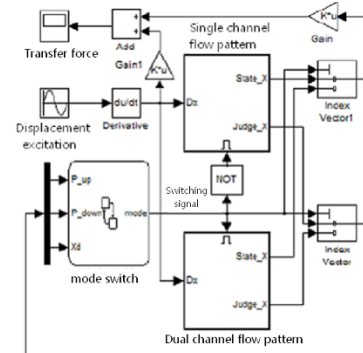 Single channel
flow pattern
Transfer force
Add
Gain1
K*u
K*u
Gain
State_X
Judge_X
Dx
Index
Vector1
du/dt
Derivative
Displacement
excitation
NOT
Switching
signal
P_up
P_down
mode
Xd
mode switch
State_X
Dx
Judge_X
Index
Vector
Dual channel flow pattern